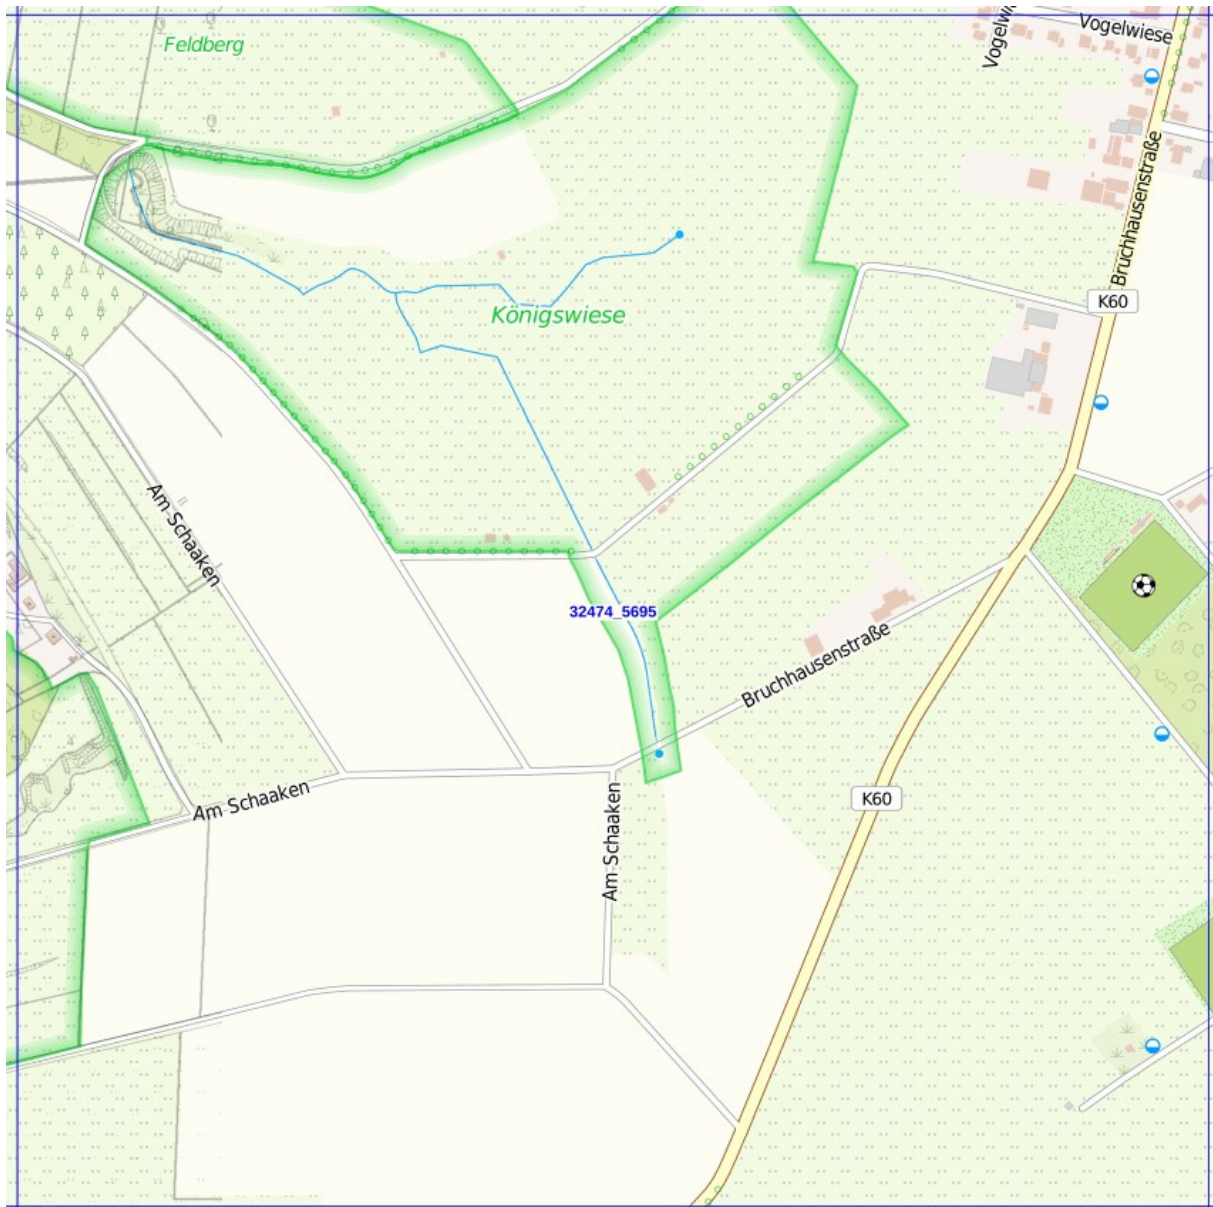 Feldberg
Vogelwiese
Bruchhausenstraße
K60
Königswiese
Am Schaaken
32474_5695
Bruchhausenstraße
K60
Am Schaaken
Am Schaaken